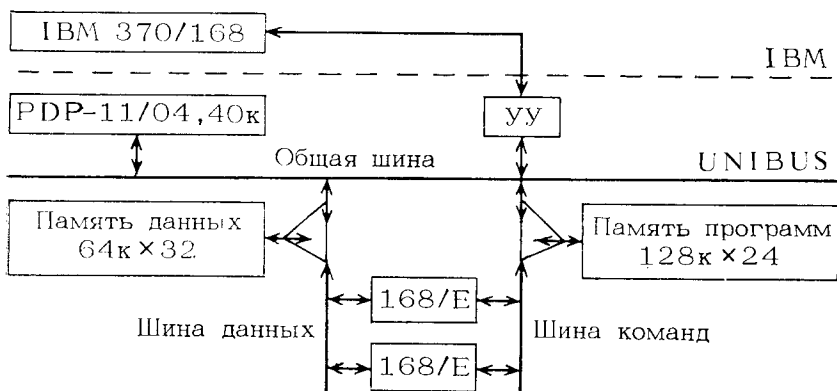 IBM 370/168
IBM
PDP-11/04,40к
УУ
Общая шина
UNIBUS
Память данных
64к×32
Память программ
128к×24
168/E
Шина данных
Шина команд
168/E